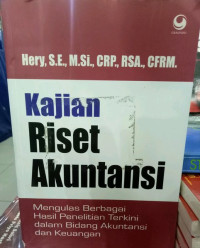 Hery, S.E., M.Si., CRP., RSA., CFRM.
Kajian
Riset
Akuntansi
Mengulas Berbagai
Hasil Penelitian Terkini
dalam Bidang Akuntansi
dan Keuangan